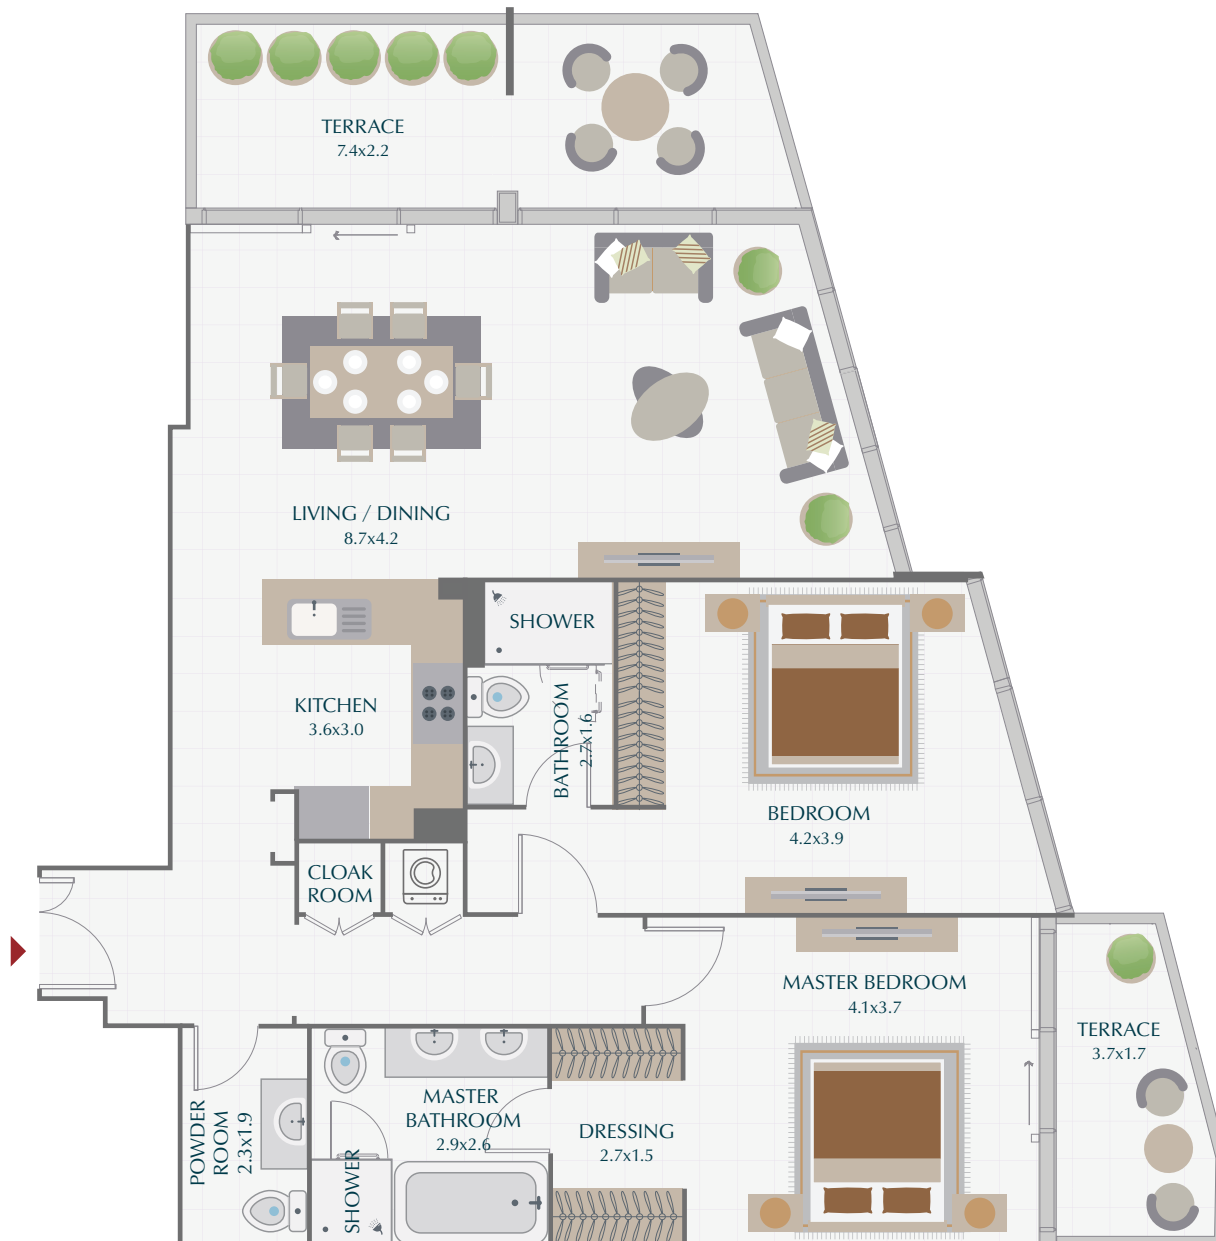 TERRACE
7.4x2.2
LIVING / DINING
8.7x4.2
SHOWER
KITCHEN
3.6x3.0
BATHROOM
2.7x1.6
BEDROOM
4.2x3.9
CLOAK
ROOM
MASTER BEDROOM
4.1x3.7
TERRACE
3.7x1.7
POWDER
ROOM
2.3x1.9
MASTER
BATHROOM
2.9x2.6
SHOWER
DRESSING
2.7x1.5